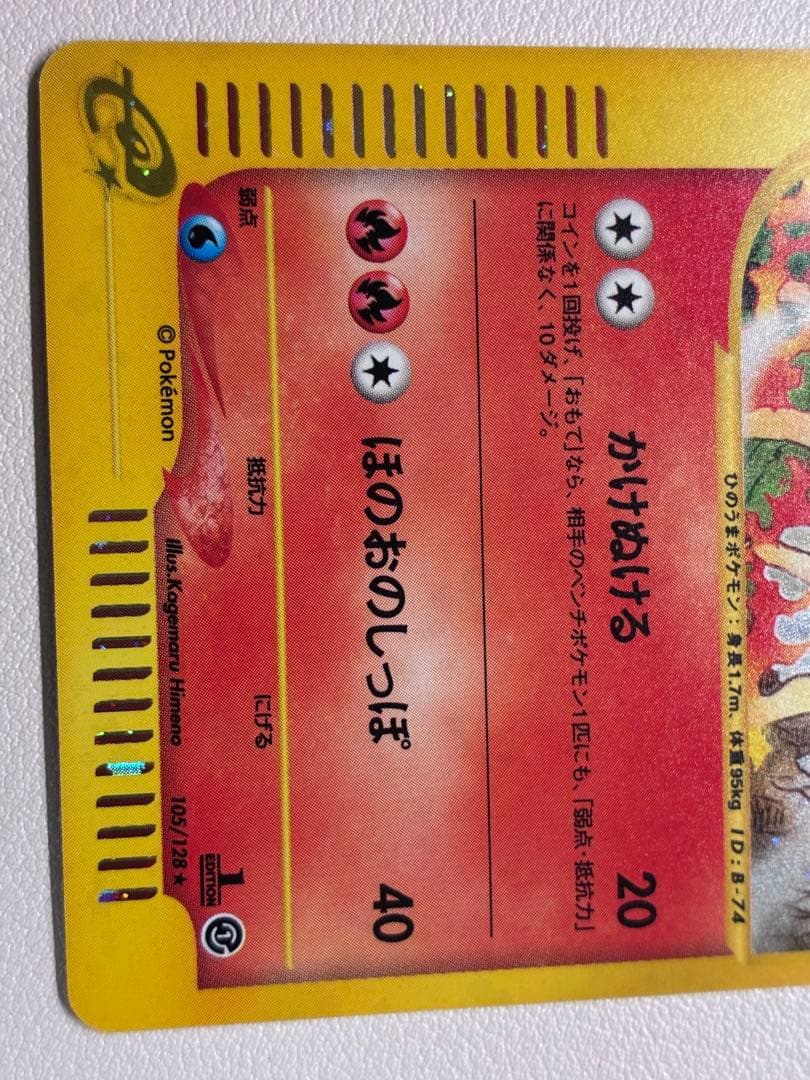 ひのうまポケモン：身長1.7m、体重95kg ID：B-74
かけぬける 20
コインを1回投げ、「おもて」なら、相手のベンチポケモン1匹にも、「弱点・抵抗力」
に関係なく、10ダメージ。
ほのおのしっぽ 40
弱点 抵抗力 にげる
Illus.Kagemaru Himeno 105/128★
1 EDITION
© Pokémon